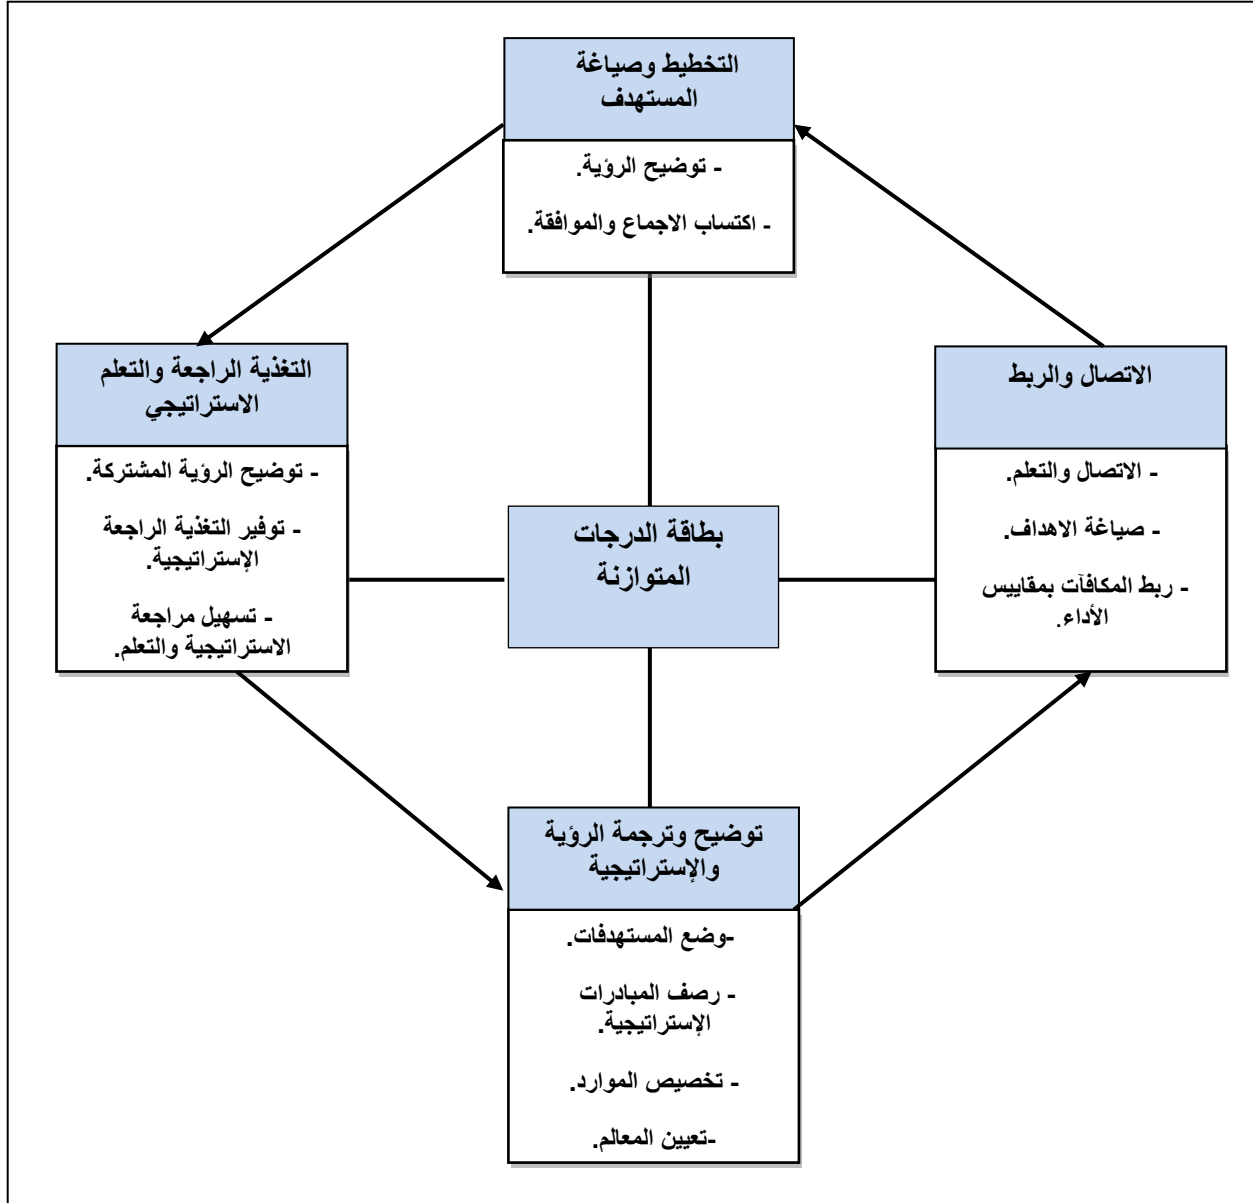 التخطيط وصياغة
المستهدف
- توضيح الرؤية.
- اكتساب الاجماع والموافقة.
الاتصال والربط
- الاتصال والتعلم.
- صياغة الاهداف.
- ربط المكافآت بمقاييس
الأداء.
بطاقة الدرجات
المتوازنة
التغذية الراجعة والتعلم
الاستراتيجي
- توضيح الروية المشتركة.
- توفير التغذية الراجعة
الإستراتيجية.
- تسهيل مراجعة
الاستراتيجية والتعلم.
توضيح وترجمة الرؤية
والإستراتيجية
-وضع المستهدفات.
- رصف المبادرات
الإستراتيجية.
- تخصيص الموارد.
-تعيين المعالم.